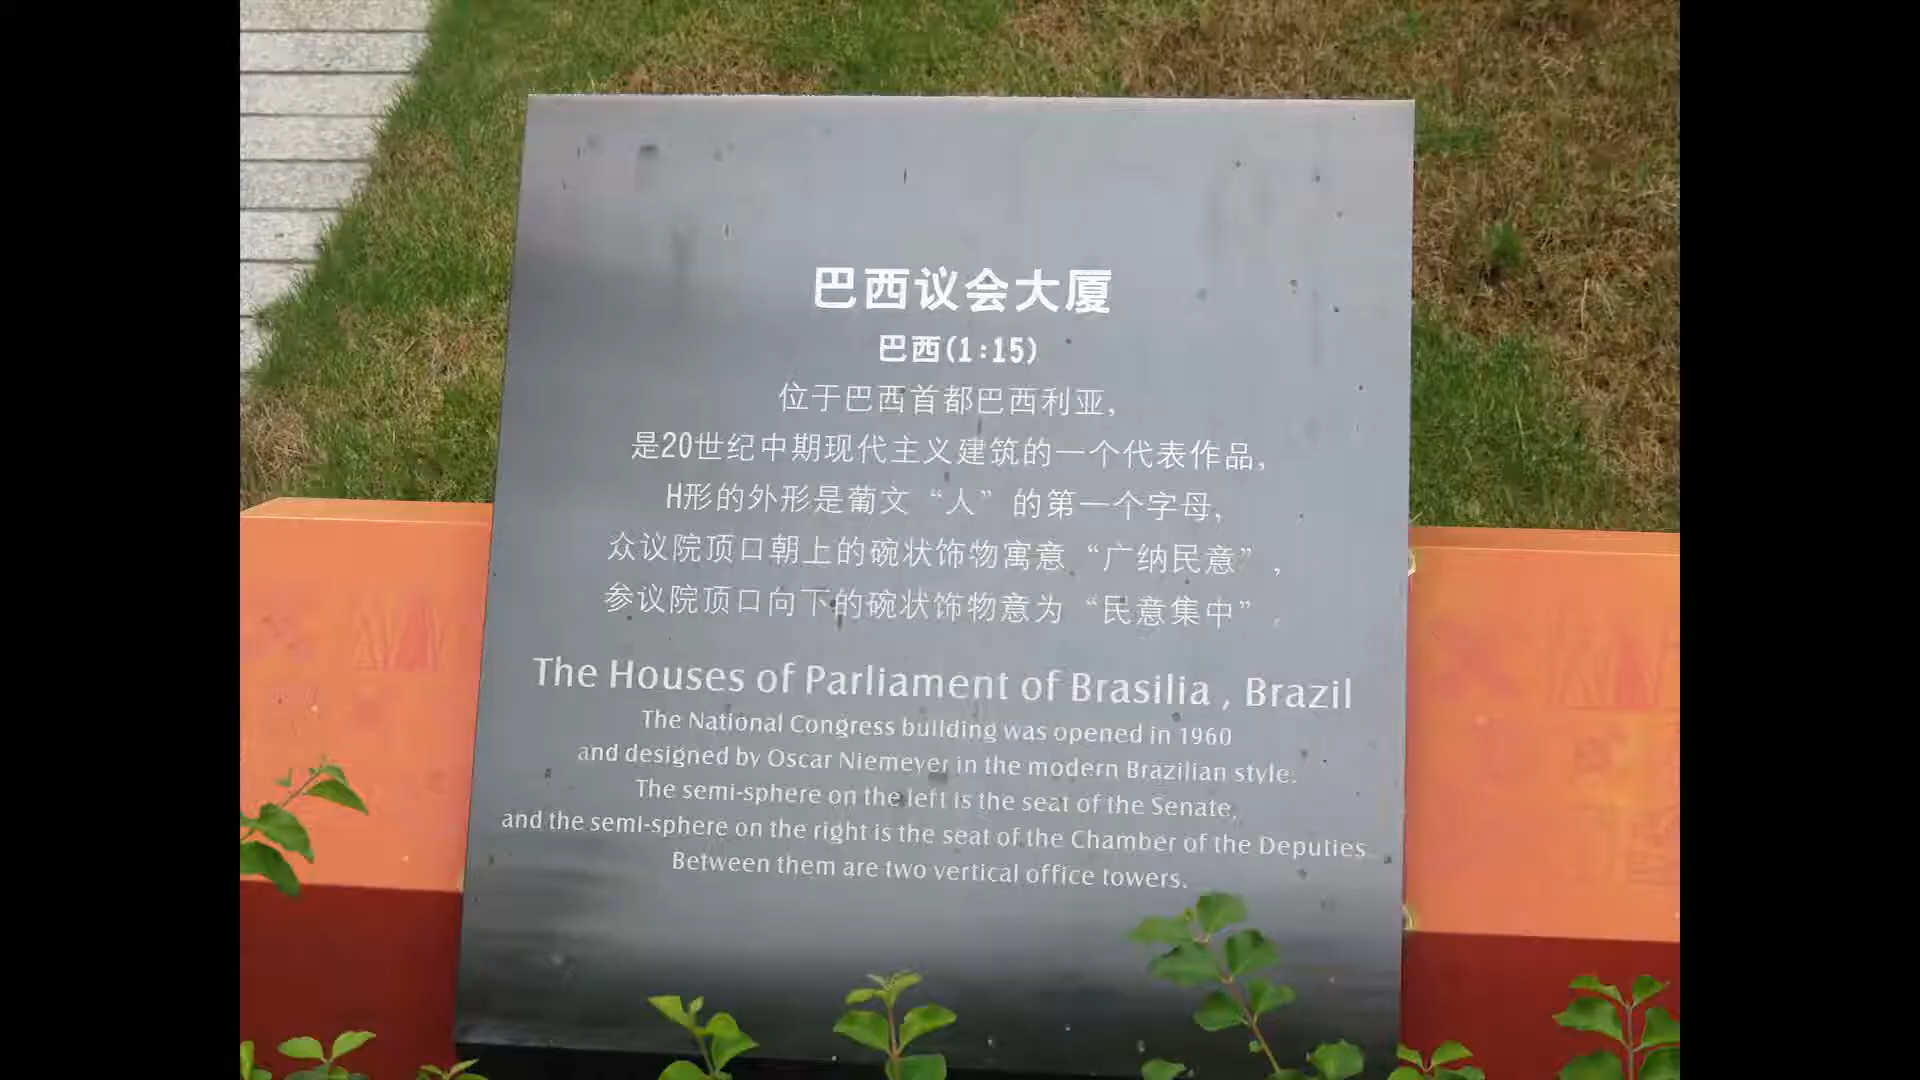 巴西议会大厦
巴西(1:15)
位于巴西首都巴西利亚，
是20世纪中期现代主义建筑的一个代表作品，
H形的外形是葡文“人”的第一个字母，
众议院顶口朝上的碗状饰物寓意“广纳民意”，
参议院顶口向下的碗状饰物意为“民意集中”。
The Houses of Parliament of Brasilia , Brazil
The National Congress building was opened in 1960
and designed by Oscar Niemeyer in the modern Brazilian style.
The semi-sphere on the left is the seat of the Senate,
and the semi-sphere on the right is the seat of the Chamber of the Deputies
Between them are two vertical office towers.